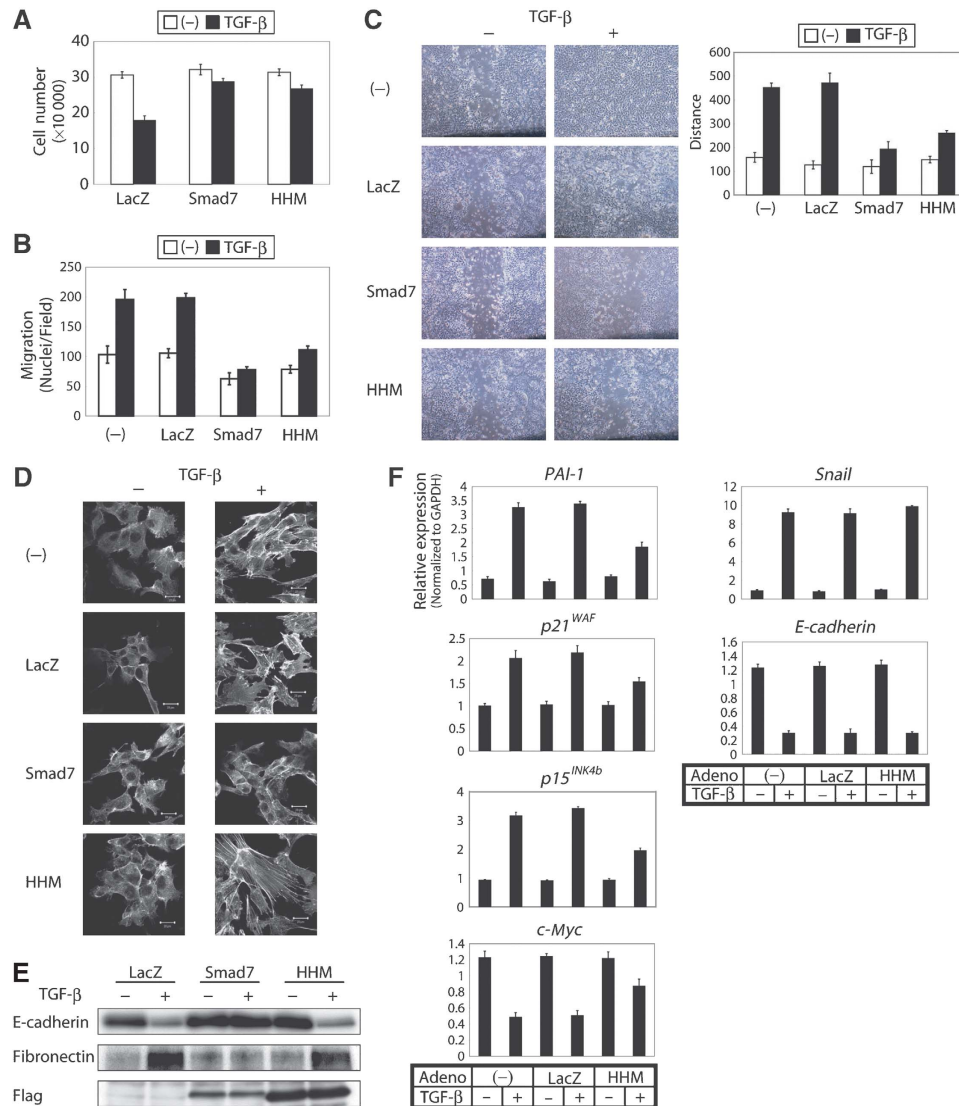 A
(−) TGF-β
Cell number
(×10 000)
40
30
20
10
0
LacZ Smad7 HHM
B
(−) TGF-β
Migration
(Nuclei/Field)
250
200
150
100
50
0
(−) LacZ Smad7 HHM
C
TGF-β
− +
(−)
LacZ
Smad7
HHM
(−) TGF-β
Distance
600
500
400
300
200
100
0
(−) LacZ Smad7 HHM
D
TGF-β
− +
(−)
LacZ
Smad7
HHM
E
LacZ Smad7 HHM
TGF-β − + − + − +
E-cadherin
Fibronectin
Flag
F
Relative expression
(Normalized to GAPDH)
PAI-1
4
3.5
3
2.5
2
1.5
1
0.5
0
Snail
12
10
8
6
4
2
0
p21WAF
2.5
2
1.5
1
0.5
0
E-cadherin
1.6
1.4
1.2
1.0
0.8
0.6
0.4
0.2
0
Adeno (−) LacZ HHM
TGF-β − + − + − +
p15INK4b
4
3
2
1
0
c-Myc
1.4
1.2
1.0
0.8
0.6
0.4
0.2
0
Adeno (−) LacZ HHM
TGF-β − + − + − +